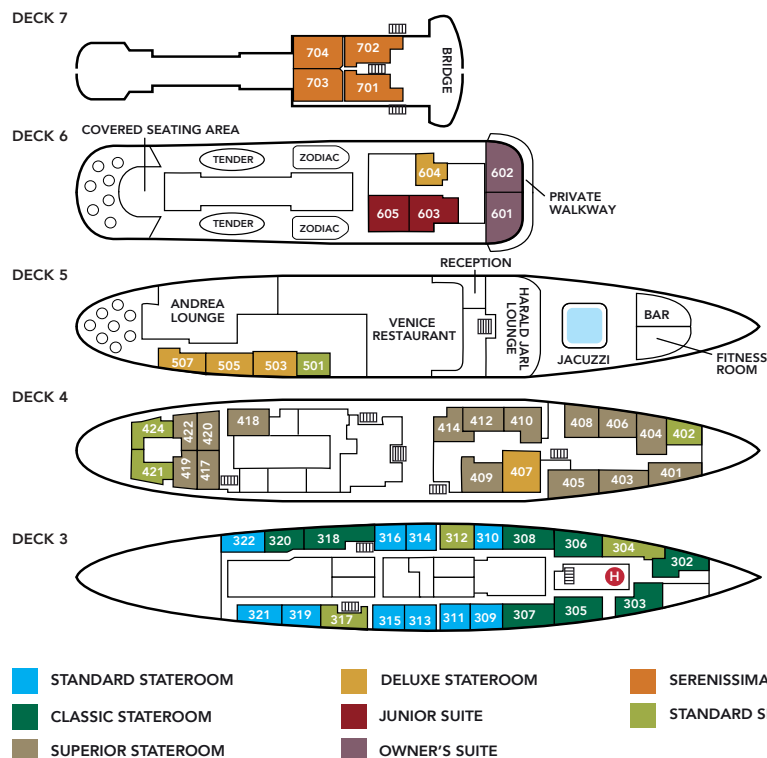 DECK 7
704
702
703
701
BRIDGE
DECK 6
COVERED SEATING AREA
TENDER
ZODIAC
604
602
PRIVATE
WALKWAY
605
603
601
TENDER
ZODIAC
DECK 5
RECEPTION
ANDREA
LOUNGE
VENICE
RESTAURANT
HARALD JARL
LOUNGE
JACUZZI
BAR
FITNESS
ROOM
507
505
503
501
DECK 4
424
422
420
418
414
412
410
408
406
404
402
421
419
417
409
407
405
403
401
DECK 3
322
320
318
316
314
312
310
308
306
304
302
H
321
319
317
315
313
311
309
307
305
303
STANDARD STATEROOM
DELUXE STATEROOM
SERENISSIMA
CLASSIC STATEROOM
JUNIOR SUITE
STANDARD S
SUPERIOR STATEROOM
OWNER'S SUITE